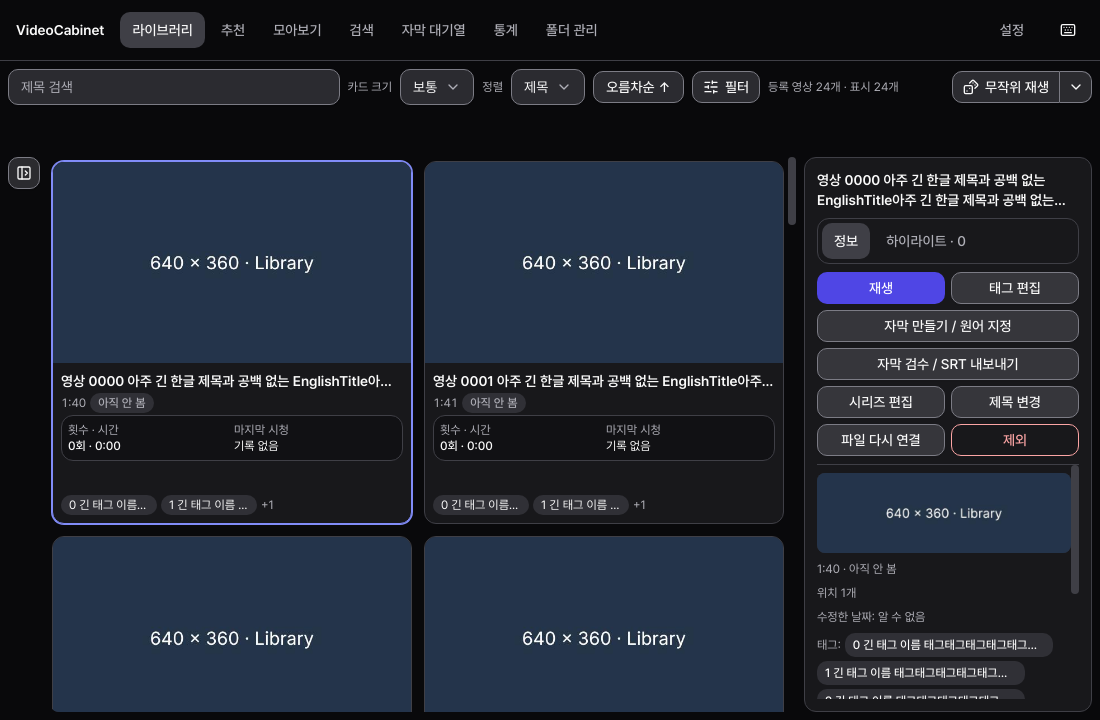 VideoCabinet 라이브러리 추천 모아보기 검색 자막 대기열 통계 폴더 관리 설정
제목 검색 카드 크기 보통 정렬 제목 오름차순 ↑ 필터 등록 영상 24개 · 표시 24개 무작위 재생
640 × 360 · Library
영상 0000 아주 긴 한글 제목과 공백 없는 EnglishTitle아...
1:40 아직 안 봄
횟수 · 시간 마지막 시청
0회 · 0:00 기록 없음
0 긴 태그 이름... 1 긴 태그 이름 ... +1
640 × 360 · Library
영상 0001 아주 긴 한글 제목과 공백 없는 EnglishTitle아주...
1:41 아직 안 봄
횟수 · 시간 마지막 시청
0회 · 0:00 기록 없음
0 긴 태그 이름... 1 긴 태그 이름 ... +1
640 × 360 · Library
640 × 360 · Library
영상 0000 아주 긴 한글 제목과 공백 없는
EnglishTitle아주 긴 한글 제목과 공백 없는...
정보 하이라이트 · 0
재생 태그 편집
자막 만들기 / 원어 지정
자막 검수 / SRT 내보내기
시리즈 편집 제목 변경
파일 다시 연결 제외
640 × 360 · Library
1:40 · 아직 안 봄
위치 1개
수정한 날짜: 알 수 없음
태그: 0 긴 태그 이름 태그태그태그태그태그...
1 긴 태그 이름 태그태그태그태그태그...